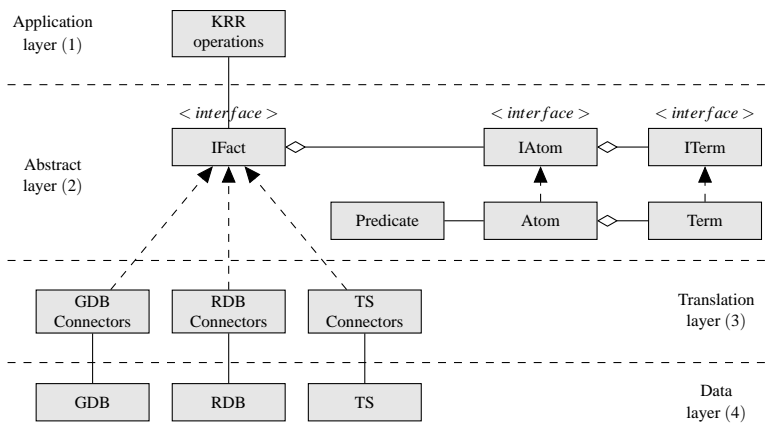 Application
layer (1)
KRR
operations
< interface >
< interface >
< interface >
IFact
IAtom
ITerm
Abstract
layer (2)
Predicate
Atom
Term
GDB
Connectors
RDB
Connectors
TS
Connectors
Translation
layer (3)
GDB
RDB
TS
Data
layer (4)